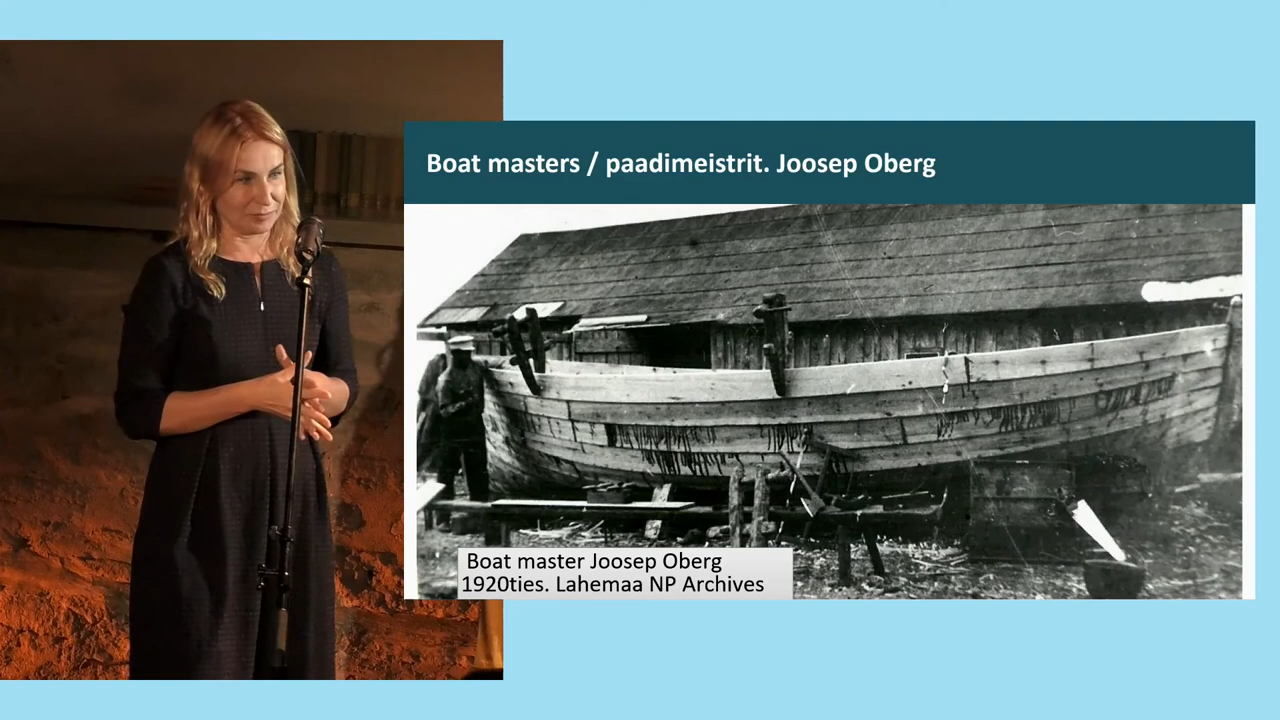 Boat masters / paadimeistrit. Joosep Oberg
Boat master Joosep Oberg
1920ties. Lahemaa NP Archives